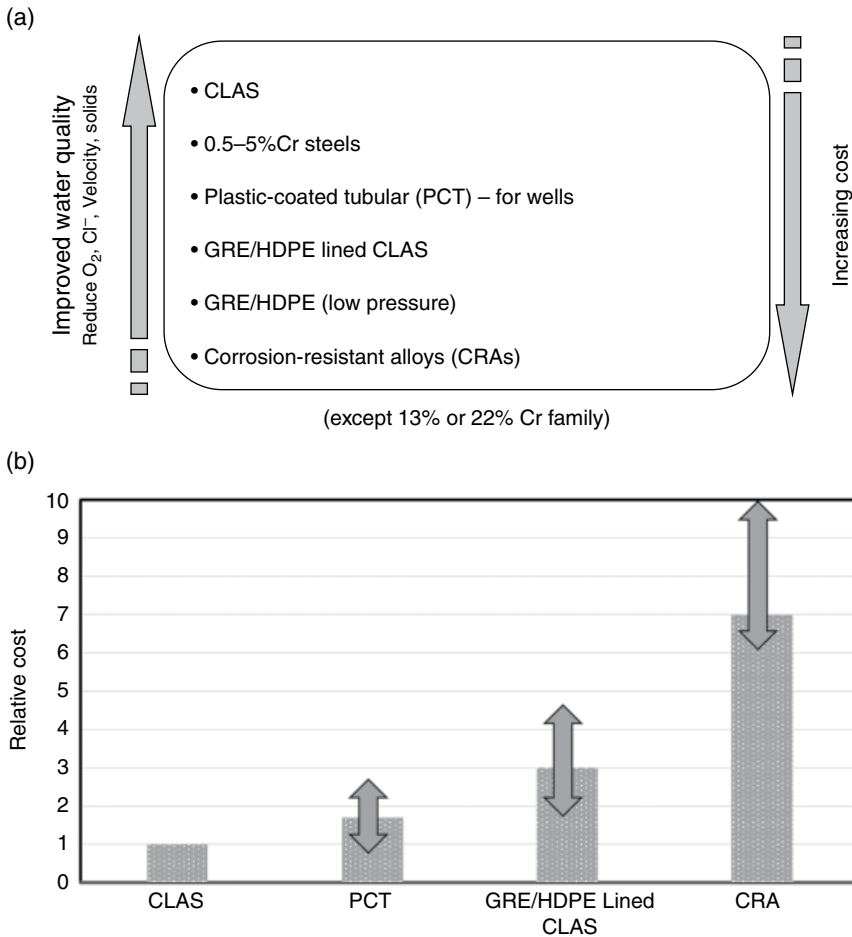 (a)
Improved water quality
Reduce O₂, Cl⁻, Velocity, solids
• CLAS
• 0.5–5%Cr steels
• Plastic-coated tubular (PCT) – for wells
• GRE/HDPE lined CLAS
• GRE/HDPE (low pressure)
• Corrosion-resistant alloys (CRAs)
Increasing cost
(except 13% or 22% Cr family)
(b)
Relative cost
10
9
8
7
6
5
4
3
2
1
0
CLAS
PCT
GRE/HDPE Lined
CLAS
CRA